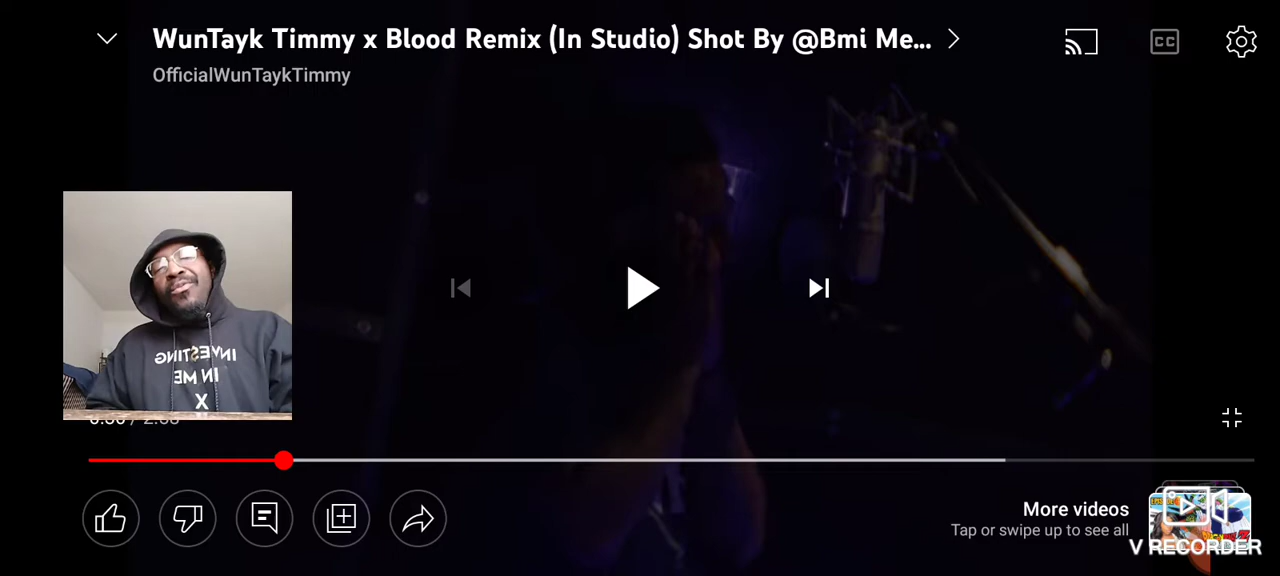 WunTayk Timmy x Blood Remix (In Studio) Shot By @Bmi Me...
OfficialWunTaykTimmy
CC
INVESTING
IN ME
X
More videos
Tap or swipe up to see all
V RECORDER